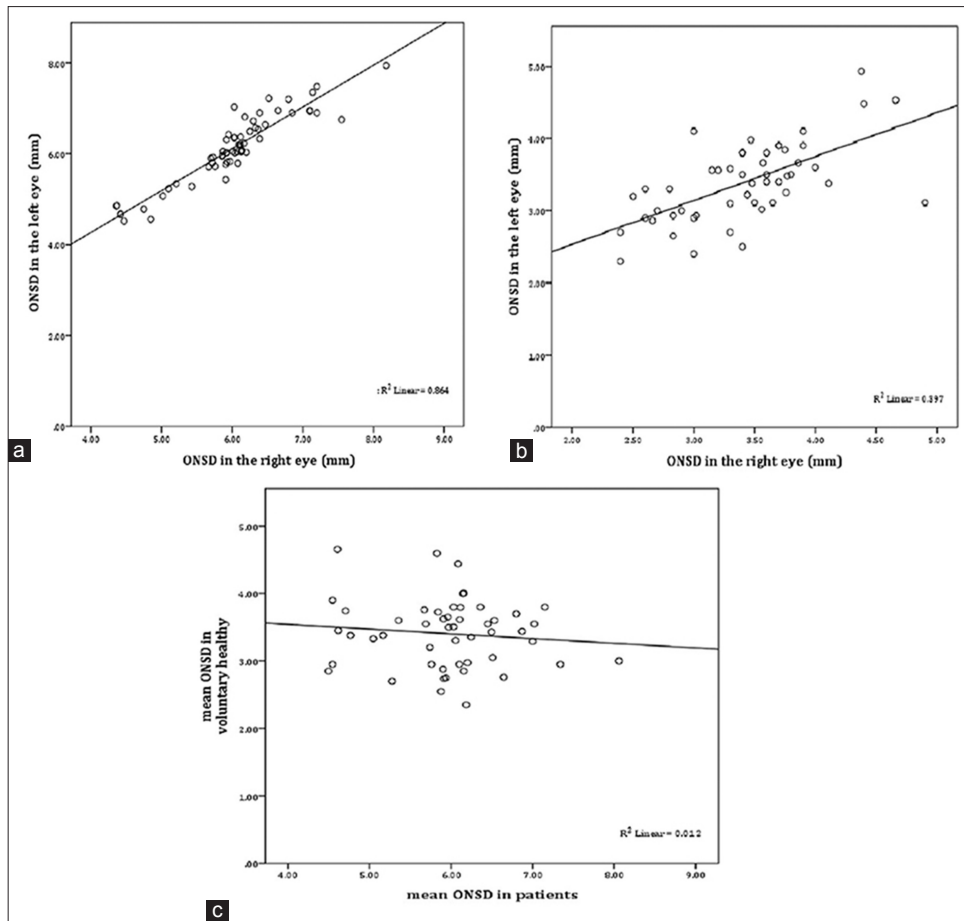 8.00
6.00
4.00
2.00
.00
ONSD in the left eye (mm)
: R² Linear = 0.864
4.00 5.00 6.00 7.00 8.00 9.00
ONSD in the right eye (mm)
a
5.00
4.00
3.00
2.00
1.00
.00
ONSD in the left eye (mm)
R² Linear = 0.397
2.00 2.50 3.00 3.50 4.00 4.50 5.00
ONSD in the right eye (mm)
b
5.00
4.00
3.00
2.00
1.00
.00
mean ONSD in
voluntary healthy
R² Linear = 0.012
4.00 5.00 6.00 7.00 8.00 9.00
mean ONSD in patients
c